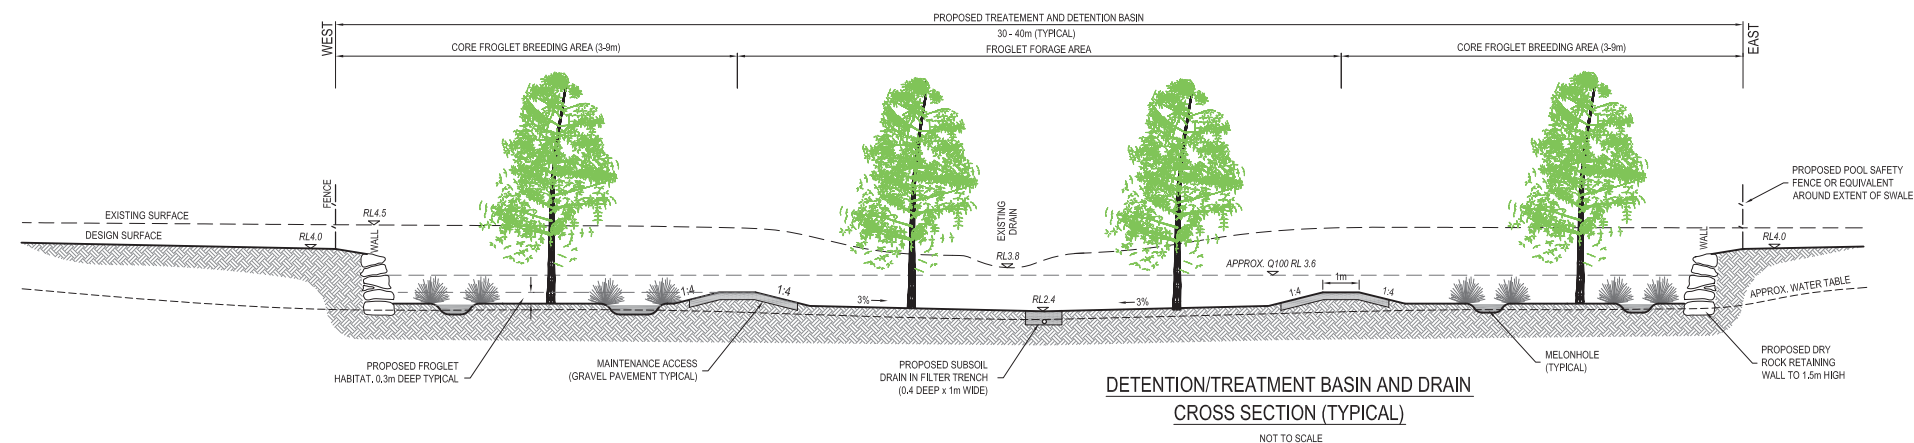 PROPOSED TREATEMENT AND DETENTION BASIN
30 - 40m (TYPICAL)
WEST
EAST
CORE FROGLET BREEDING AREA (3-9m)
FROGLET FORAGE AREA
CORE FROGLET BREEDING AREA (3-9m)
FENCE
PROPOSED POOL SAFETY
FENCE OR EQUIVALENT
AROUND EXTENT OF SWALE
EXISTING SURFACE
DESIGN SURFACE
RL4.5
RL4.0
WALL
EXISTING
DRAIN
RL3.8
APPROX. Q100 RL 3.6
WALL
RL4.0
1:4
1:4
3%
RL2.4
3%
1:4
1m
1:4
APPROX. WATER TABLE
PROPOSED FROGLET
HABITAT, 0.3m DEEP TYPICAL
MAINTENANCE ACCESS
(GRAVEL PAVEMENT TYPICAL)
PROPOSED SUBSOIL
DRAIN IN FILTER TRENCH
(0.4 DEEP x 1m WIDE)
MELONHOLE
(TYPICAL)
PROPOSED DRY
ROCK RETAINING
WALL TO 1.5m HIGH
DETENTION/TREATMENT BASIN AND DRAIN
CROSS SECTION (TYPICAL)
NOT TO SCALE